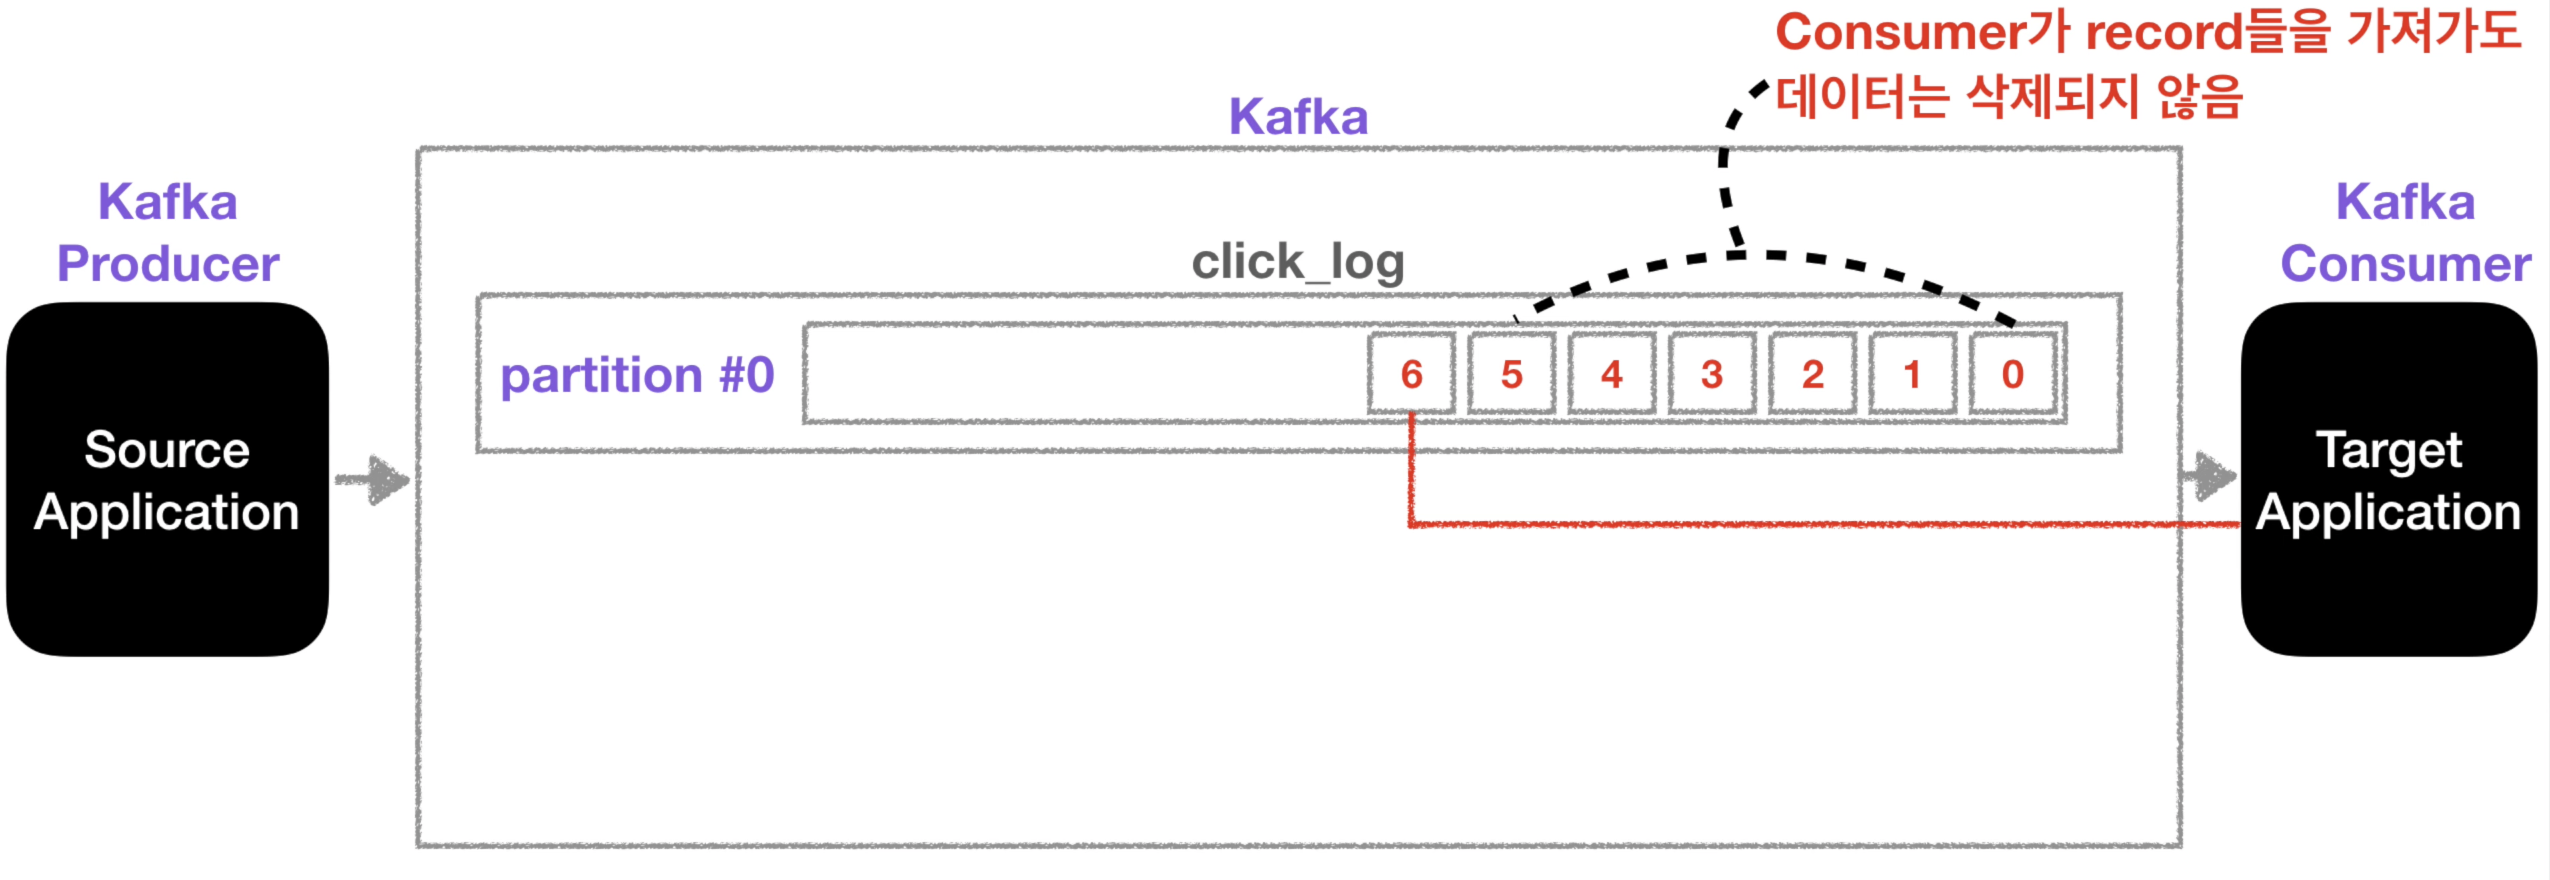 Consumer가 record들을 가져가도
데이터는 삭제되지 않음
Kafka
Kafka
Producer
Source
Application
click_log
partition #0
6 5 4 3 2 1 0
Kafka
Consumer
Target
Application